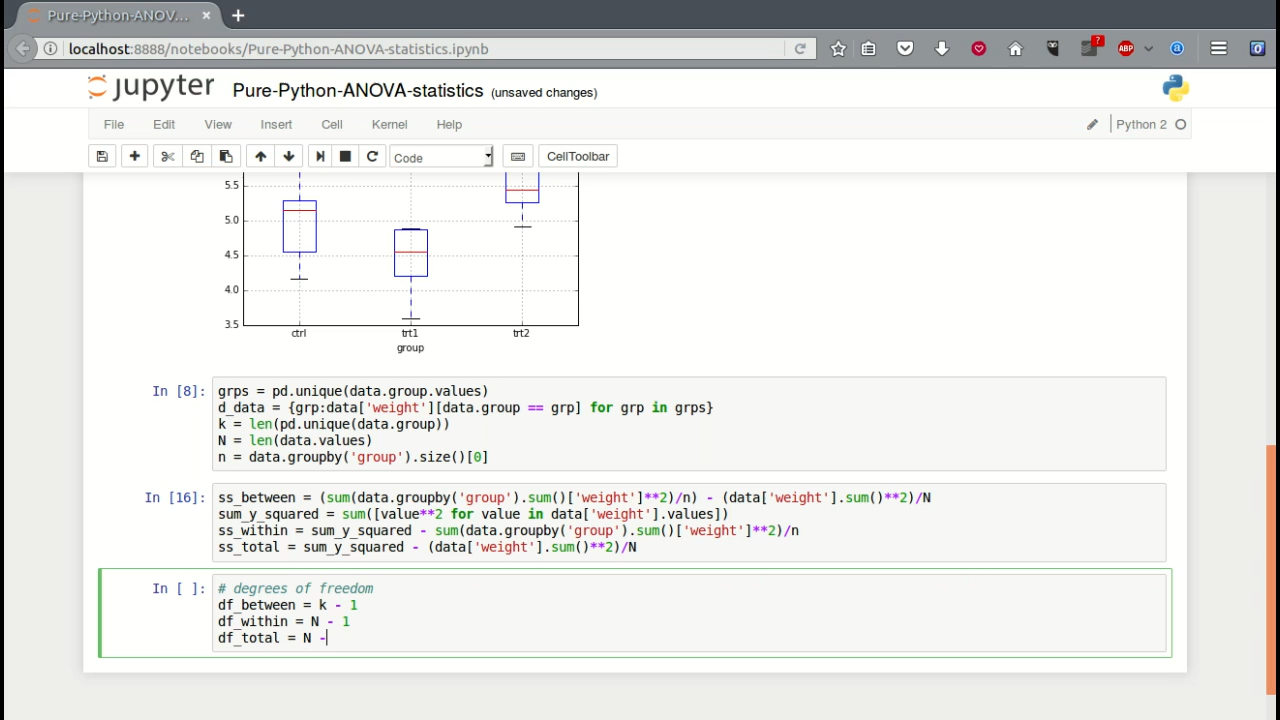 Pure-Python-ANOV... × +
localhost:8888/notebooks/Pure-Python-ANOVA-statistics.ipynb
?
ABP
jupyter Pure-Python-ANOVA-statistics (unsaved changes)
File Edit View Insert Cell Kernel Help Python 2
Code CellToolbar
5.5
5.0
4.5
4.0
3.5
ctrl trt1 trt2
group
In [8]: grps = pd.unique(data.group.values)
d_data = {grp:data['weight'][data.group == grp] for grp in grps}
k = len(pd.unique(data.group))
N = len(data.values)
n = data.groupby('group').size()[0]
In [16]: ss_between = (sum(data.groupby('group').sum()['weight']**2)/n) - (data['weight'].sum()**2)/N
sum_y_squared = sum([value**2 for value in data['weight'].values])
ss_within = sum_y_squared - sum(data.groupby('group').sum()['weight']**2)/n
ss_total = sum_y_squared - (data['weight'].sum()**2)/N
In [ ]: # degrees of freedom
df_between = k - 1
df_within = N - 1
df_total = N -